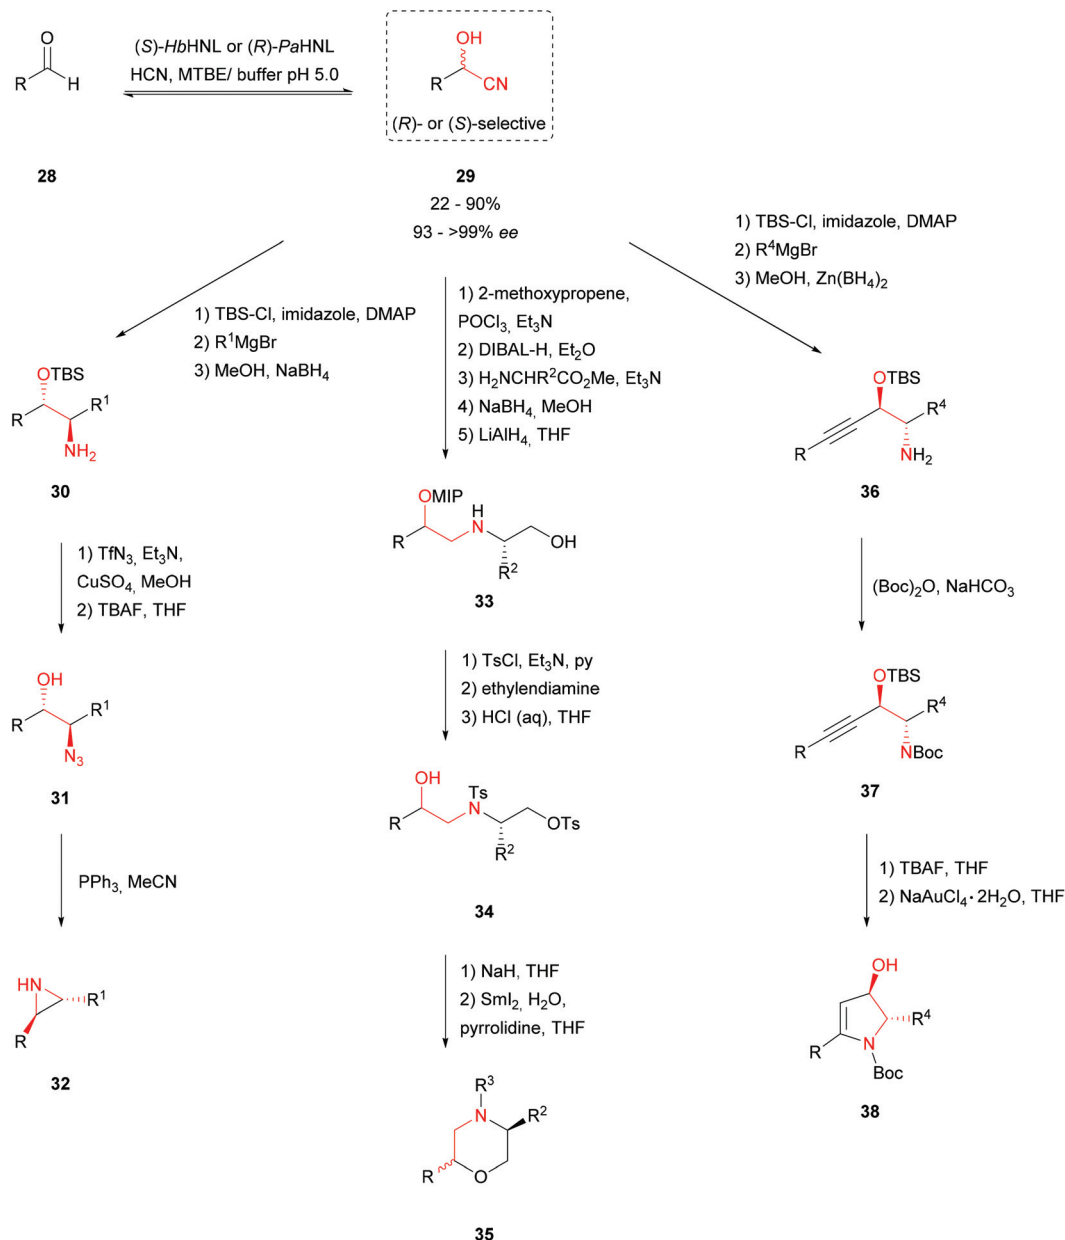 O
R
H
(S)-HbHNL or (R)-PaHNL
HCN, MTBE/ buffer pH 5.0
OH
R
CN
(R)- or (S)-selective
28
29
22 - 90%
93 - >99% ee
1) TBS-Cl, imidazole, DMAP
2) R¹MgBr
3) MeOH, NaBH₄
1) 2-methoxypropene,
POCl₃, Et₃N
2) DIBAL-H, Et₂O
3) H₂NCHR²CO₂Me, Et₃N
4) NaBH₄, MeOH
5) LiAlH₄, THF
1) TBS-Cl, imidazole, DMAP
2) R⁴MgBr
3) MeOH, Zn(BH₄)₂
OTBS
R
R¹
NH₂
30
OMIP
R
H
N
OH
R²
33
OTBS
R⁴
R
NH₂
36
1) TfN₃, Et₃N,
CuSO₄, MeOH
2) TBAF, THF
1) TsCl, Et₃N, py
2) ethylendiamine
3) HCl (aq), THF
(Boc)₂O, NaHCO₃
OH
R
R¹
N₃
31
OH
R
Ts
N
OTs
R²
34
OTBS
R⁴
R
NBoc
37
PPh₃, MeCN
1) NaH, THF
2) SmI₂, H₂O,
pyrrolidine, THF
1) TBAF, THF
2) NaAuCl₄·2H₂O, THF
HN
R¹
R
32
R³
N
R²
R
O
35
OH
R⁴
R
N
Boc
38